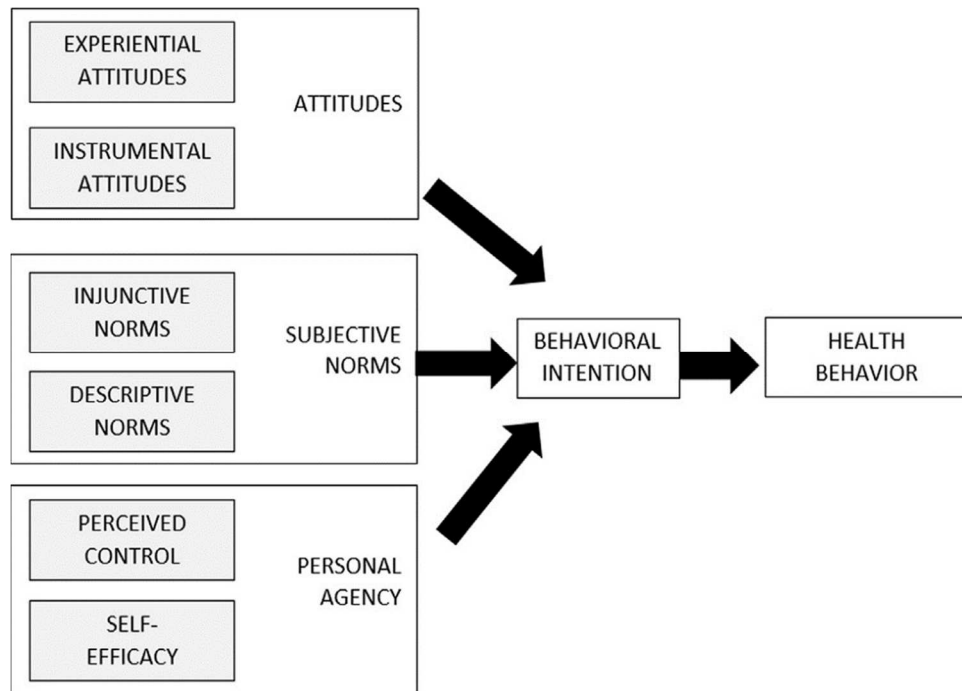 EXPERIENTIAL
ATTITUDES
ATTITUDES
INSTRUMENTAL
ATTITUDES
INJUNCTIVE
NORMS
SUBJECTIVE
NORMS
DESCRIPTIVE
NORMS
BEHAVIORAL
INTENTION
HEALTH
BEHAVIOR
PERCEIVED
CONTROL
PERSONAL
AGENCY
SELF-
EFFICACY